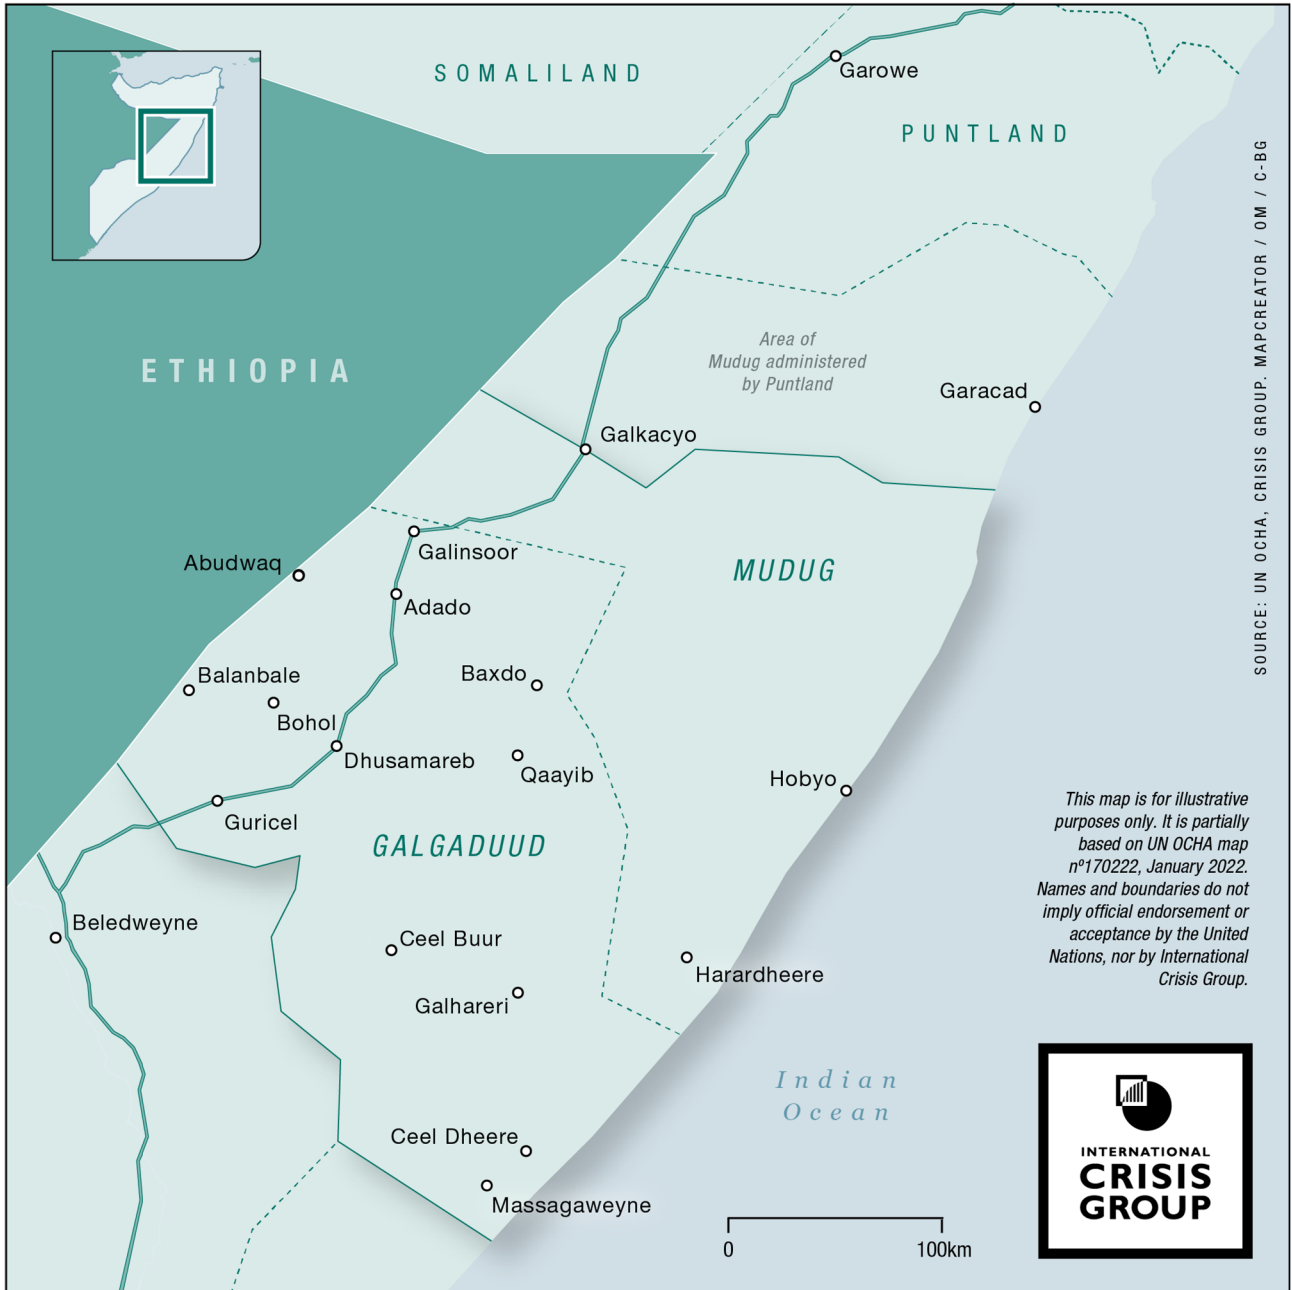 SOMALILAND
Garowe
PUNTLAND
ETHIOPIA
Area of
Mudug administered
by Puntland
Garacad
Galkacyo
Galinsoor
Abudwaq
MUDUG
Adado
Balanbale
Baxdo
Bohol
Dhusamareb
Qaayib
Hobyo
Guricel
GALGADUUD
Beledweyne
Ceel Buur
Harardheere
Galhareri
Indian
Ocean
Ceel Dheere
Massagaweyne
0
100km
SOURCE: UN OCHA, CRISIS GROUP. MAPCREATOR / OM / C-BG
This map is for illustrative
purposes only. It is partially
based on UN OCHA map
nº170222, January 2022.
Names and boundaries do not
imply official endorsement or
acceptance by the United
Nations, nor by International
Crisis Group.
INTERNATIONAL
CRISIS
GROUP